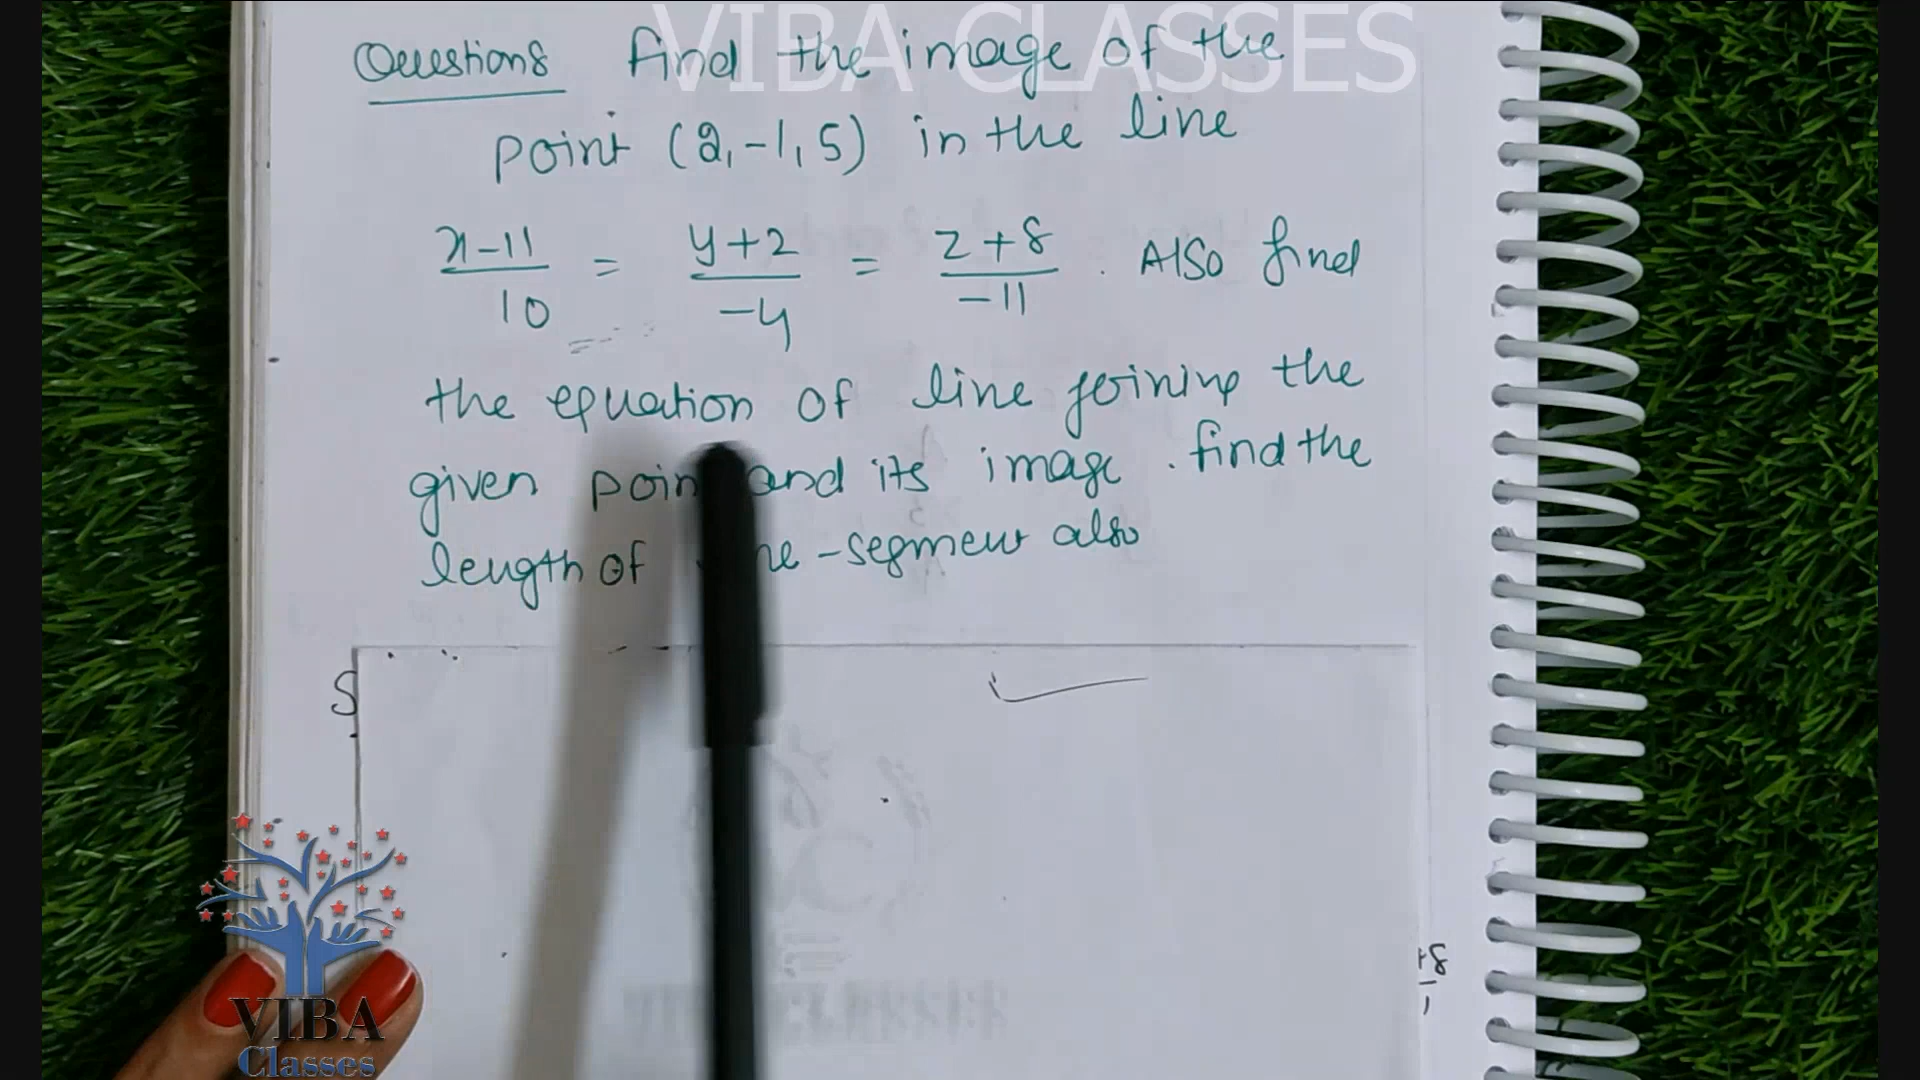 VIBA CLASSES
Questions find the image of the
point (2, -1, 5) in the line
x-11/10 = y+2/-4 = z+8/-11 . Also find
the equation of line joining the
given poin and its image . find the
length of ne - segment also
S
+8
VIBA
Classes